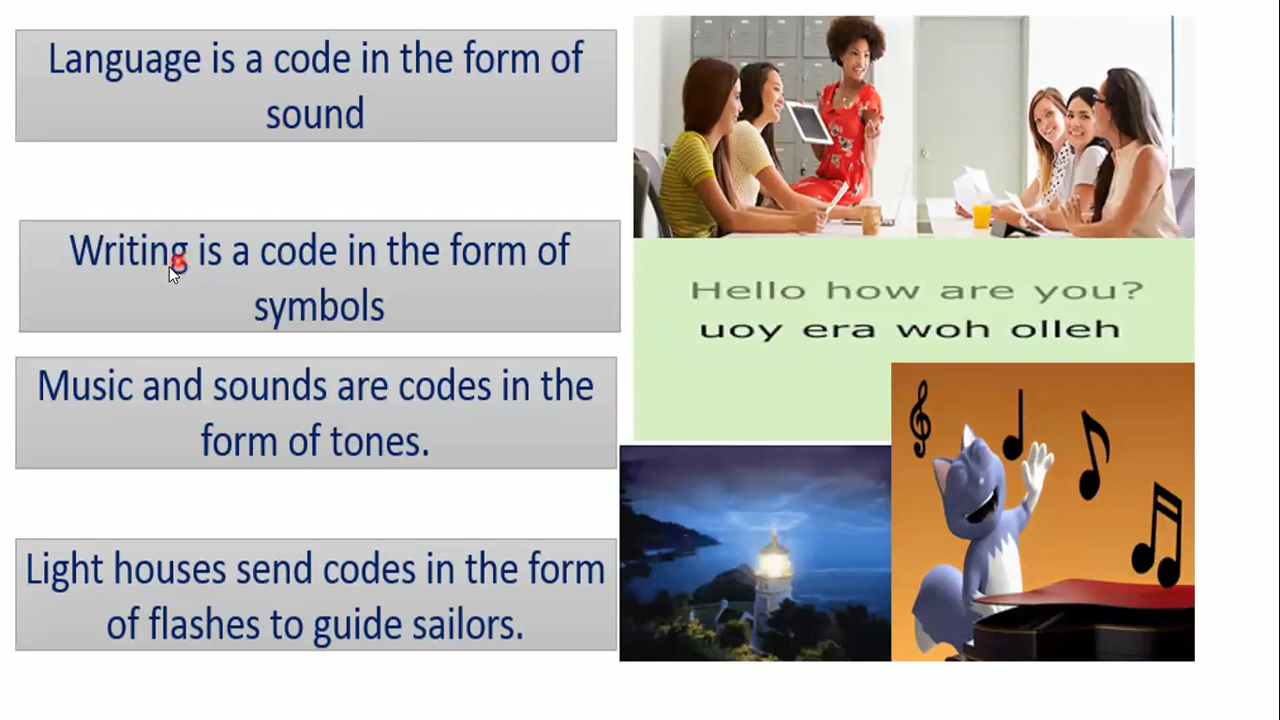 Language is a code in the form of
sound
Writing is a code in the form of
symbols
Music and sounds are codes in the
form of tones.
Light houses send codes in the form
of flashes to guide sailors.
Hello how are you?
uoy era woh olleh